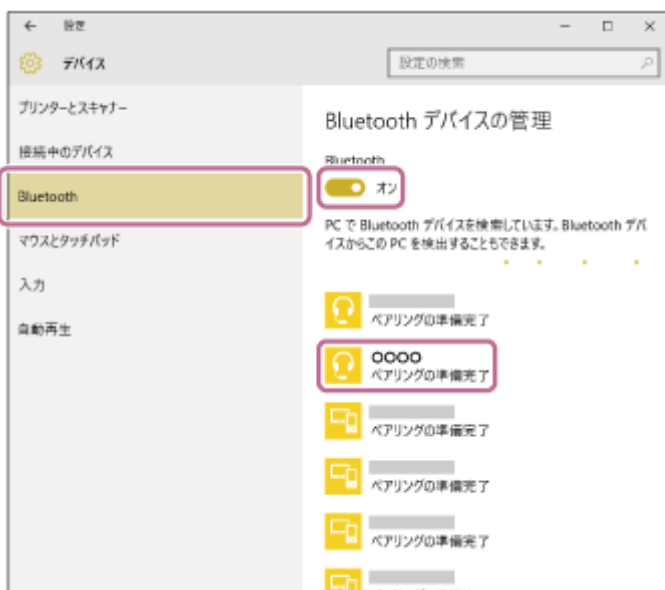 設定
デバイス
設定の検索
プリンターとスキャナー
接続中のデバイス
Bluetooth
マウスとタッチパッド
入力
自動再生
Bluetooth デバイスの管理
Bluetooth
オン
PC で Bluetooth デバイスを検索しています。Bluetooth デバ
イスからこの PC を検出することもできます。
ペアリングの準備完了
OOOO
ペアリングの準備完了
ペアリングの準備完了
ペアリングの準備完了
ペアリングの準備完了